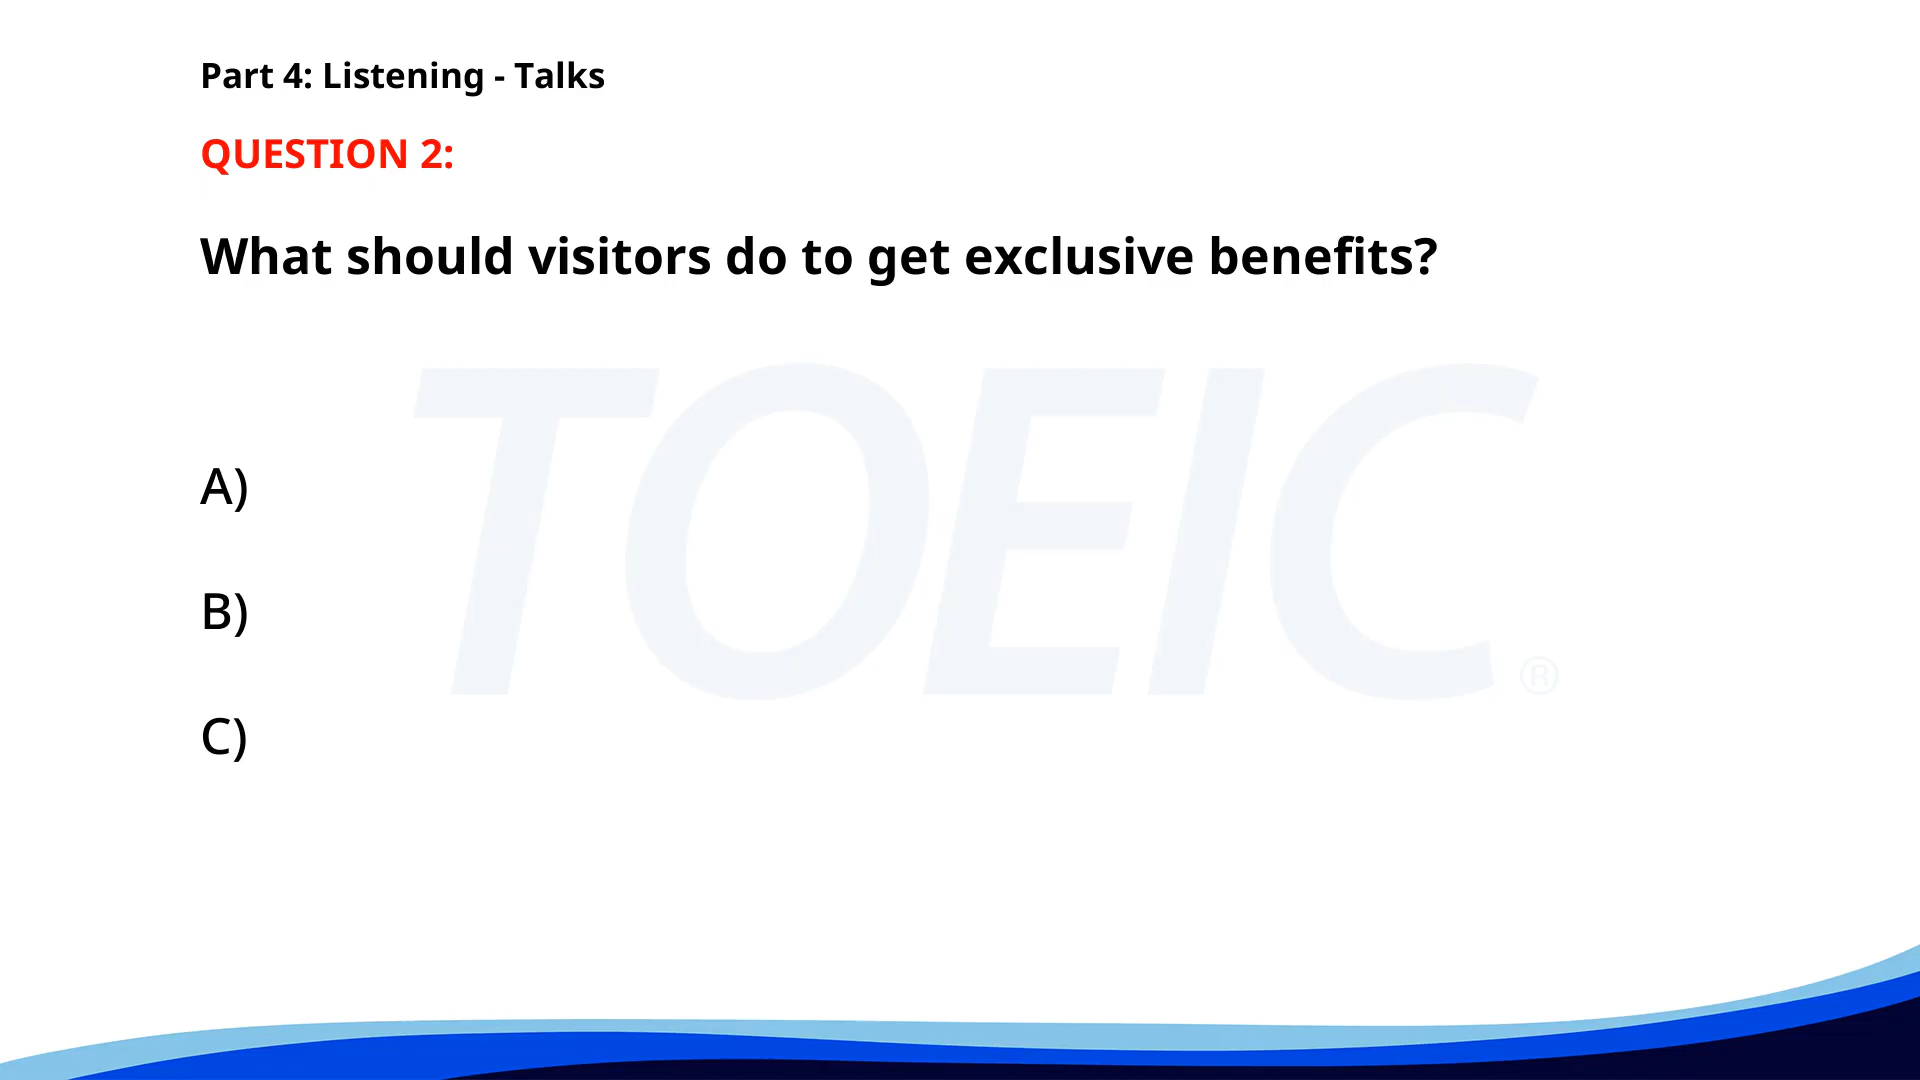 Part 4: Listening - Talks
QUESTION 2:
What should visitors do to get exclusive benefits?
TOEIC®
A)
B)
C)